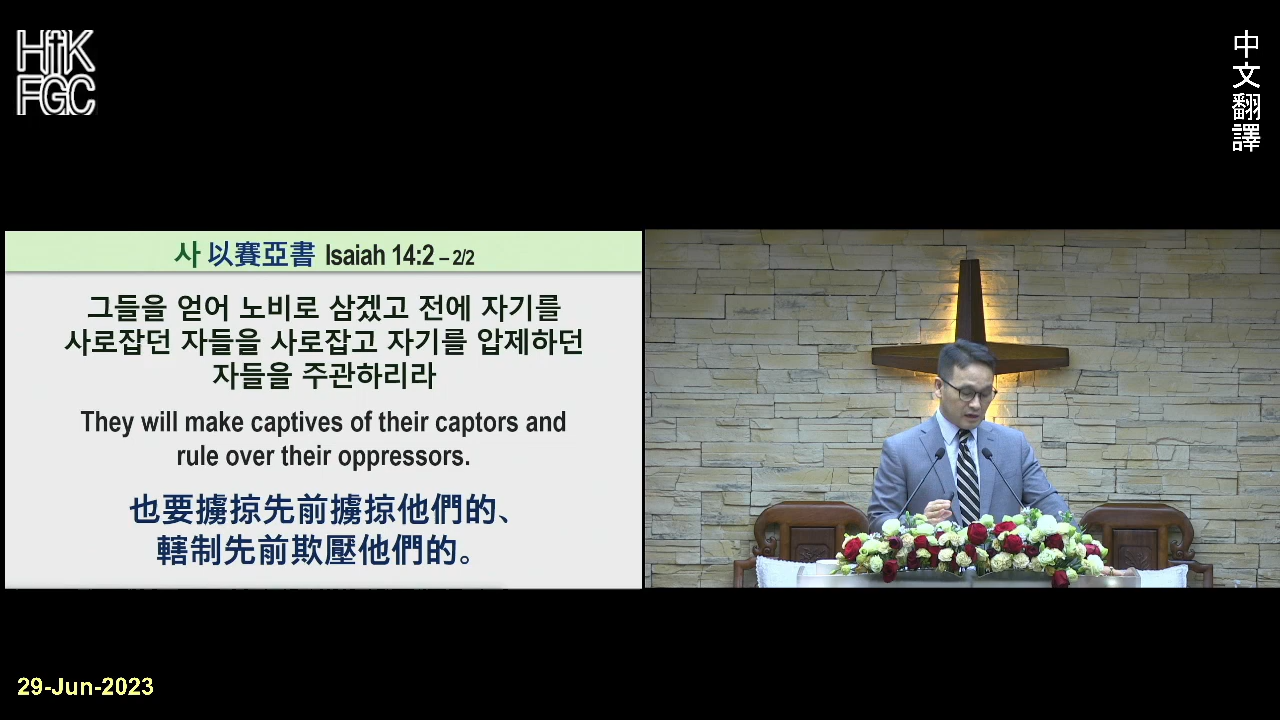 HfK
FGC
中文翻譯
사 以賽亞書 Isaiah 14:2 – 2/2
그들을 얻어 노비로 삼겠고 전에 자기를
사로잡던 자들을 사로잡고 자기를 압제하던
자들을 주관하리라
They will make captives of their captors and
rule over their oppressors.
也要擄掠先前擄掠他們的、
轄制先前欺壓他們的。
29-Jun-2023